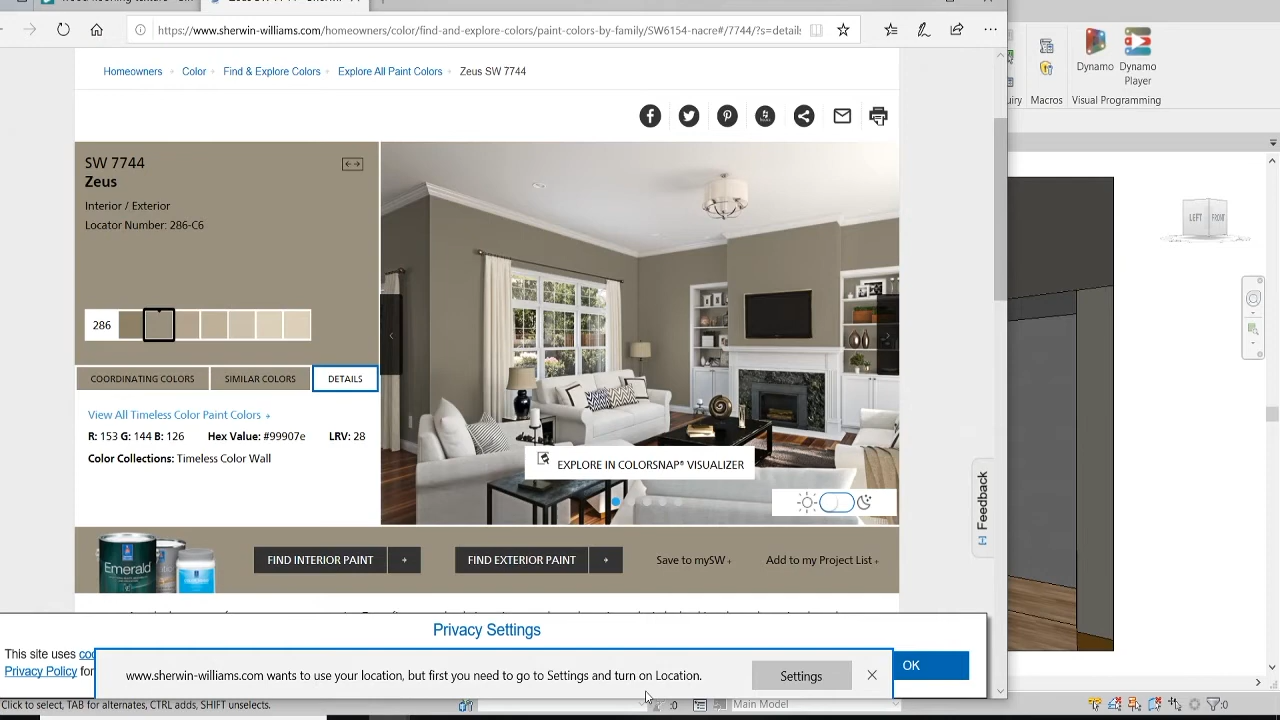 https://www.sherwin-williams.com/homeowners/color/find-and-explore-colors/paint-colors-by-family/SW6154-nacre#/7744/?s=details
Dynamo
Dynamo Player
Macros
Visual Programming
Homeowners
Color
Find & Explore Colors
Explore All Paint Colors
Zeus SW 7744
SW 7744
Zeus
Interior / Exterior
Locator Number: 286-C6
LEFT
FRONT
286
COORDINATING COLORS
SIMILAR COLORS
DETAILS
View All Timeless Color Paint Colors +
R: 153 G: 144 B: 126
Hex Value: #99907e
LRV: 28
Color Collections: Timeless Color Wall
EXPLORE IN COLORSNAP® VISUALIZER
Feedback
Emerald
FIND INTERIOR PAINT +
FIND EXTERIOR PAINT +
Save to mySW +
Add to my Project List +
Privacy Settings
This site uses
Privacy Policy for
OK
www.sherwin-williams.com wants to use your location, but first you need to go to Settings and turn on Location.
Settings
Click to select, TAB for alternates, CTRL adds, SHIFT unselects.
:0
Main Model
:0